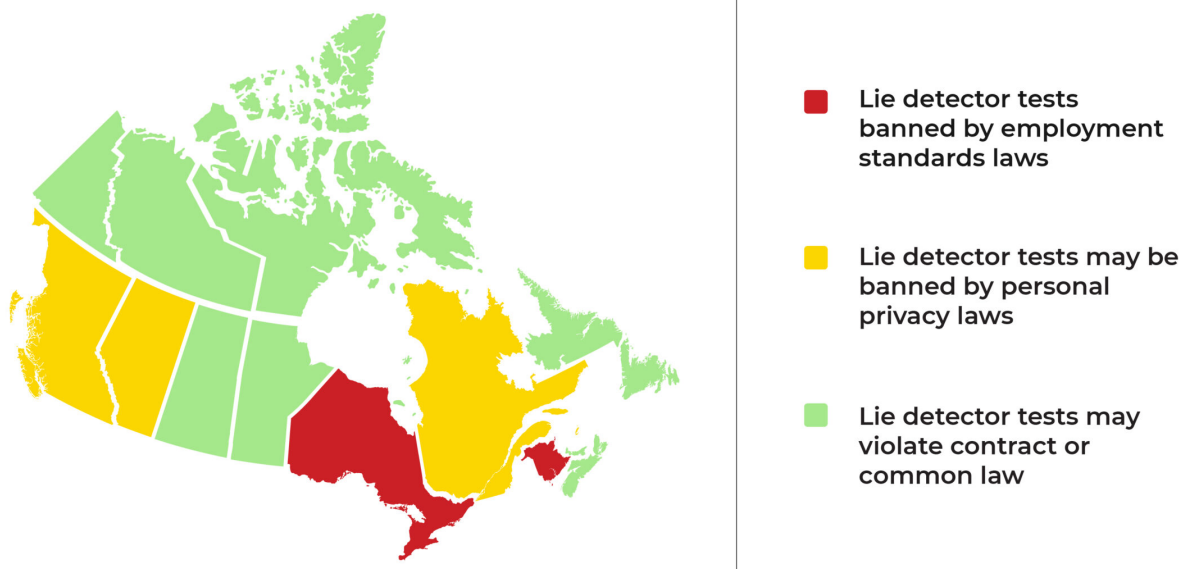 Lie detector tests
banned by employment
standards laws
Lie detector tests may be
banned by personal
privacy laws
Lie detector tests may
violate contract or
common law